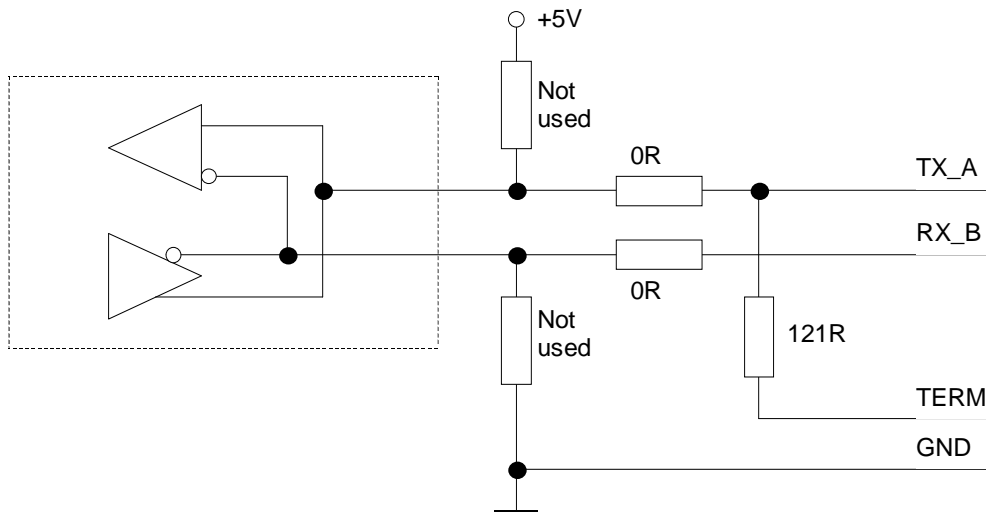 +5V
Not
used
0R
TX_A
RX_B
0R
Not
used
121R
TERM
GND